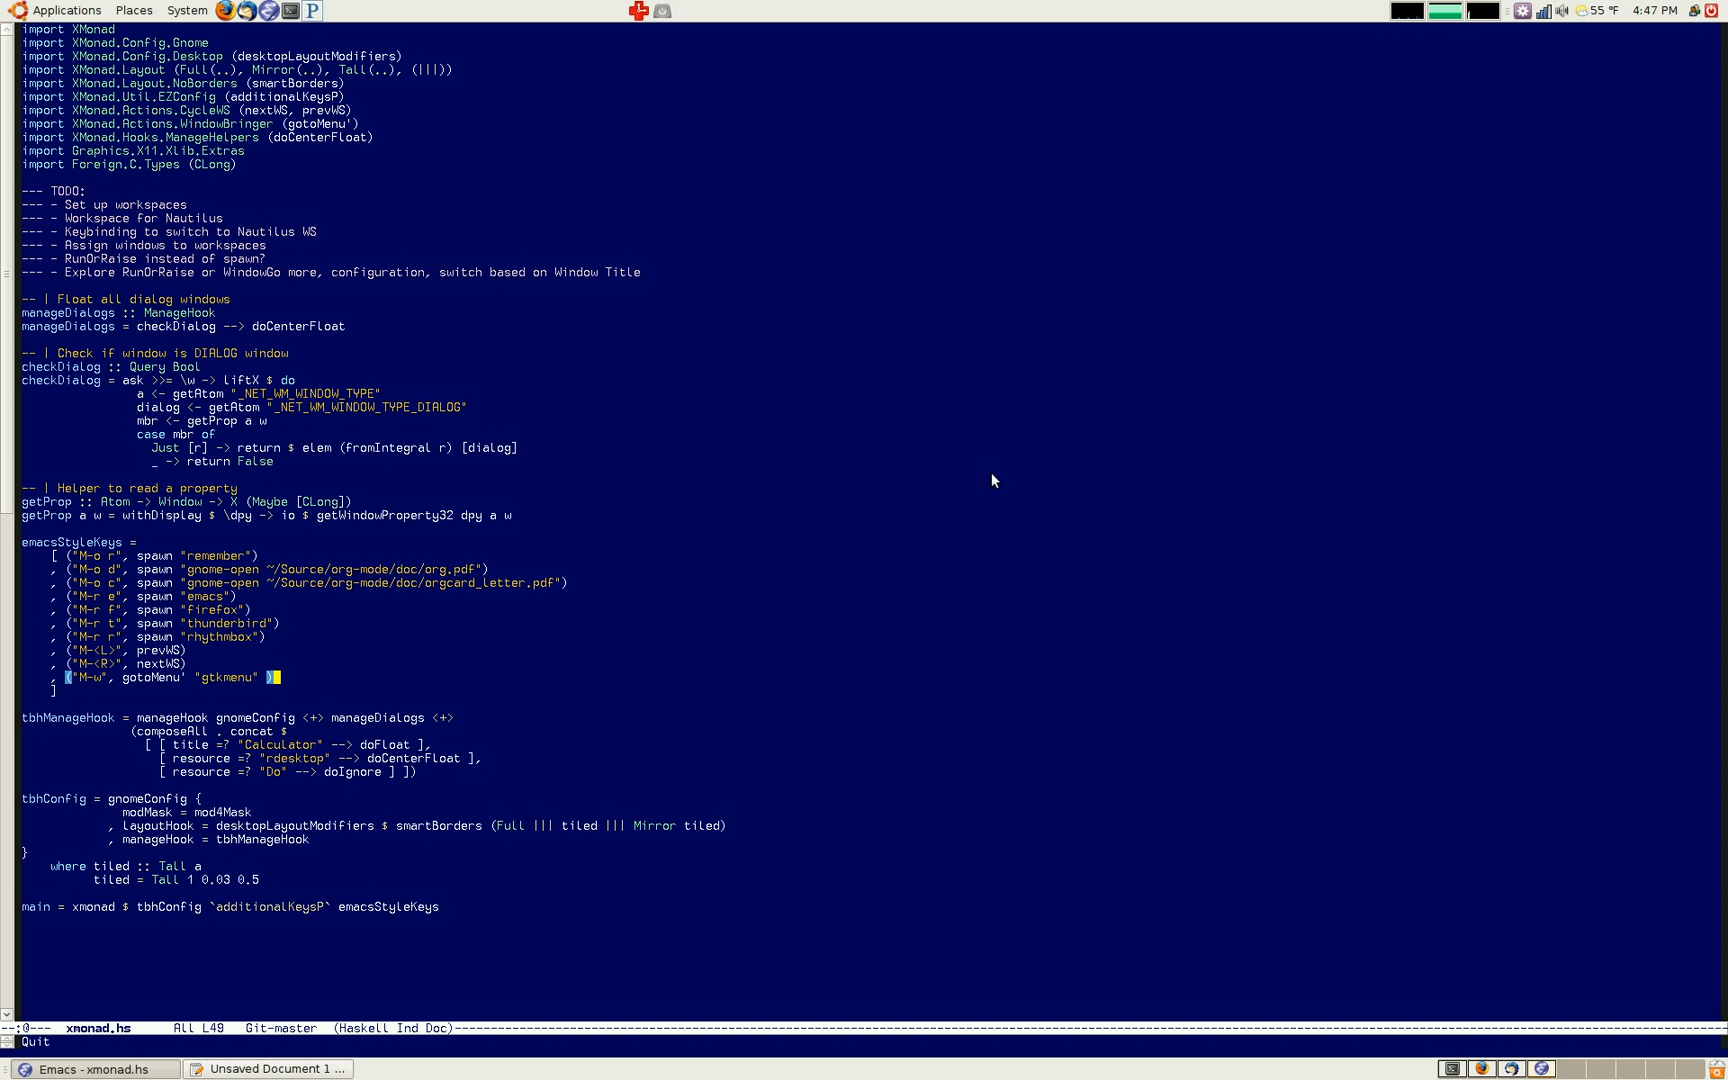 Applications Places System P 55 °F 4:47 PM
import XMonad
import XMonad.Config.Gnome
import XMonad.Config.Desktop (desktopLayoutModifiers)
import XMonad.Layout (Full(..), Mirror(..), Tall(..), (|||))
import XMonad.Layout.NoBorders (smartBorders)
import XMonad.Util.EZConfig (additionalKeysP)
import XMonad.Actions.CycleWS (nextWS, prevWS)
import XMonad.Actions.WindowBringer (gotoMenu')
import XMonad.Hooks.ManageHelpers (doCenterFloat)
import Graphics.X11.Xlib.Extras
import Foreign.C.Types (CLong)
--- TODO:
--- - Set up workspaces
--- - Workspace for Nautilus
--- - Keybinding to switch to Nautilus WS
--- - Assign windows to workspaces
--- - RunOrRaise instead of spawn?
--- - Explore RunOrRaise or WindowGo more, configuration, switch based on Window Title
-- | Float all dialog windows
manageDialogs :: ManageHook
manageDialogs = checkDialog --> doCenterFloat
-- | Check if window is DIALOG window
checkDialog :: Query Bool
checkDialog = ask >>= \w -> liftX $ do
a <- getAtom "_NET_WM_WINDOW_TYPE"
dialog <- getAtom "_NET_WM_WINDOW_TYPE_DIALOG"
mbr <- getProp a w
case mbr of
Just [r] -> return $ elem (fromIntegral r) [dialog]
_ -> return False
-- | Helper to read a property
getProp :: Atom -> Window -> X (Maybe [CLong])
getProp a w = withDisplay $ \dpy -> io $ getWindowProperty32 dpy a w
emacsStyleKeys =
[ ("M-o r", spawn "remember")
, ("M-o d", spawn "gnome-open ~/Source/org-mode/doc/org.pdf")
, ("M-o c", spawn "gnome-open ~/Source/org-mode/doc/orgcard_letter.pdf")
, ("M-r e", spawn "emacs")
, ("M-r f", spawn "firefox")
, ("M-r t", spawn "thunderbird")
, ("M-r r", spawn "rhythmbox")
, ("M-<L>", prevWS)
, ("M-<R>", nextWS)
, ("M-w", gotoMenu' "gtkmenu" )
]
tbhManageHook = manageHook gnomeConfig <+> manageDialogs <+>
(composeAll . concat $
[ [ title =? "Calculator" --> doFloat ],
[ resource =? "rdesktop" --> doCenterFloat ],
[ resource =? "Do" --> doIgnore ] ])
tbhConfig = gnomeConfig {
modMask = mod4Mask
, layoutHook = desktopLayoutModifiers $ smartBorders (Full ||| tiled ||| Mirror tiled)
, manageHook = tbhManageHook
}
where tiled :: Tall a
tiled = Tall 1 0.03 0.5
main = xmonad $ tbhConfig `additionalKeysP` emacsStyleKeys
--:0--- xmonad.hs All L49 Git-master (Haskell Ind Doc)
Quit
Emacs - xmonad.hs Unsaved Document 1 ...